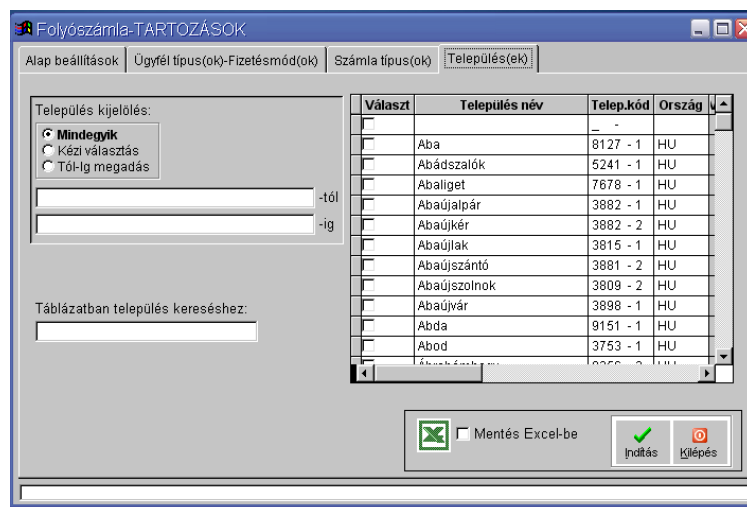 Folyószámla-TARTOZÁSOK
Alap beállítások Ügyfél típus(ok)-Fizetésmód(ok) Számla típus(ok) Település(ek)
Település kijelölés:
Mindegyik
Kézi választás
Tól-Ig megadás
-tól
-ig
Táblázatban település kereséshez:
Választ Település név Telep.kód Ország
_ -
Aba 8127 - 1 HU
Abádszalók 5241 - 1 HU
Abaliget 7678 - 1 HU
Abaújalpár 3882 - 1 HU
Abaújkér 3882 - 2 HU
Abaújlak 3815 - 1 HU
Abaújszántó 3881 - 2 HU
Abaújszolnok 3809 - 2 HU
Abaújvár 3898 - 1 HU
Abda 9151 - 1 HU
Abod 3753 - 1 HU
Mentés Excel-be
Indítás Kilépés